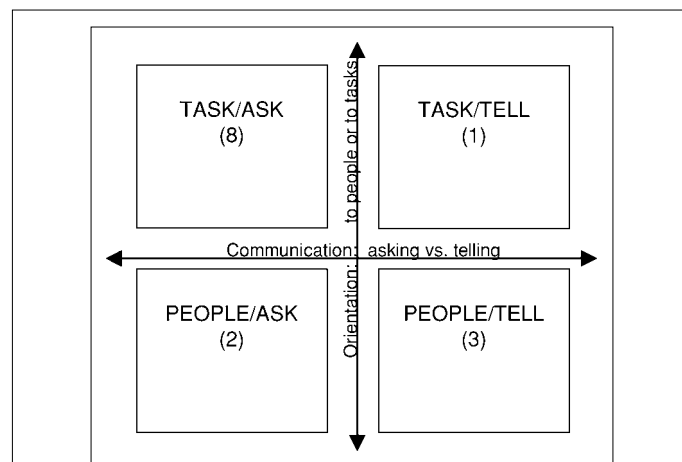 TASK/ASK
(8)
TASK/TELL
(1)
Communication: asking vs. telling
Orientation: to people or to tasks
PEOPLE/ASK
(2)
PEOPLE/TELL
(3)